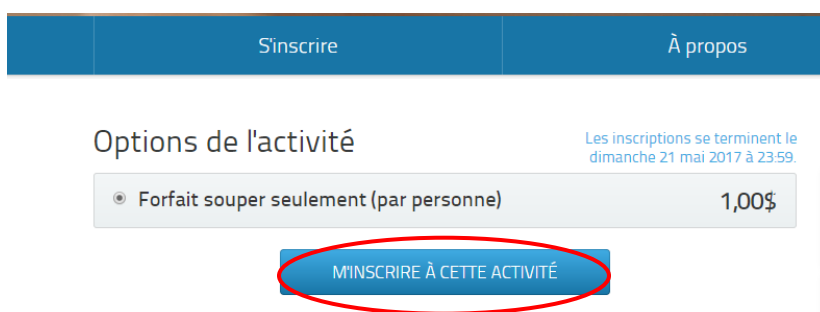 S'inscrire
À propos
Options de l'activité
Les inscriptions se terminent le
dimanche 21 mai 2017 à 23:59.
Forfait souper seulement (par personne)
1,00$
M'INSCRIRE À CETTE ACTIVITÉ